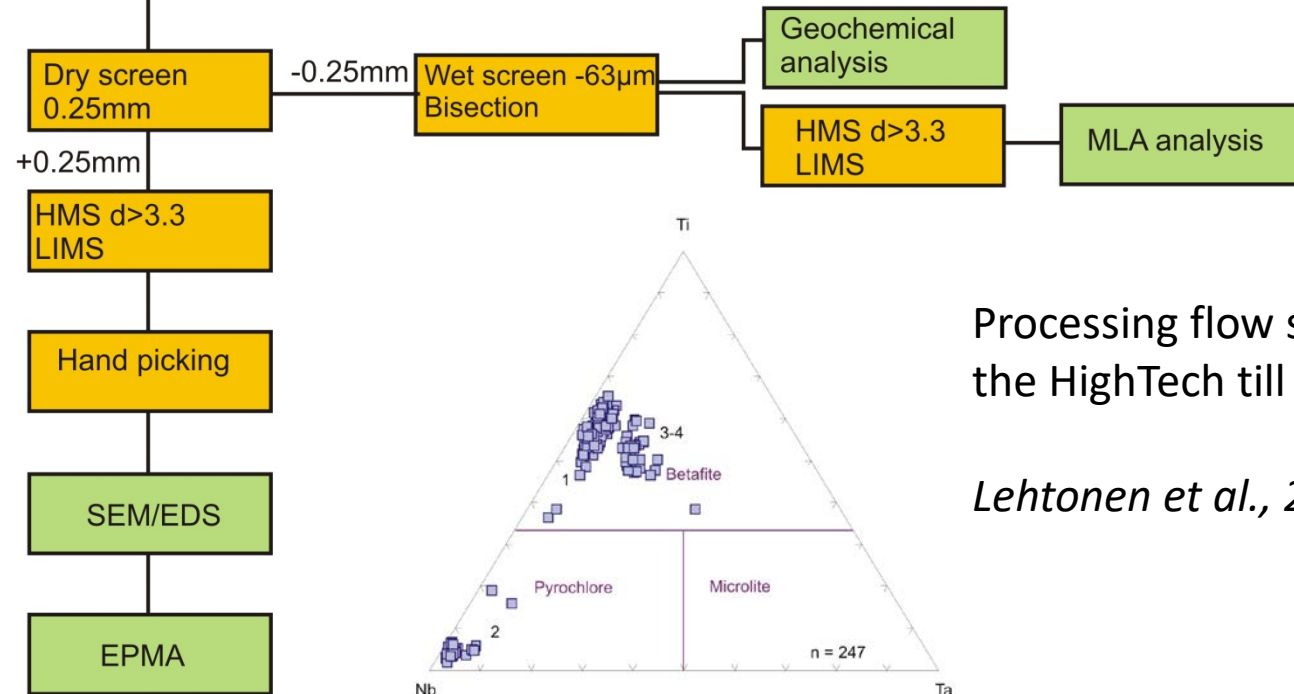 Dry screen
0.25mm
-0.25mm
Wet screen -63µm
Bisection
Geochemical
analysis
HMS d>3.3
LIMS
MLA analysis
+0.25mm
HMS d>3.3
LIMS
Hand picking
SEM/EDS
EPMA
Ti
3-4
1
Betafite
Pyrochlore
Microlite
2
n = 247
Nb
Ta
Processing flow
the HighTech till
Lehtonen et al.,